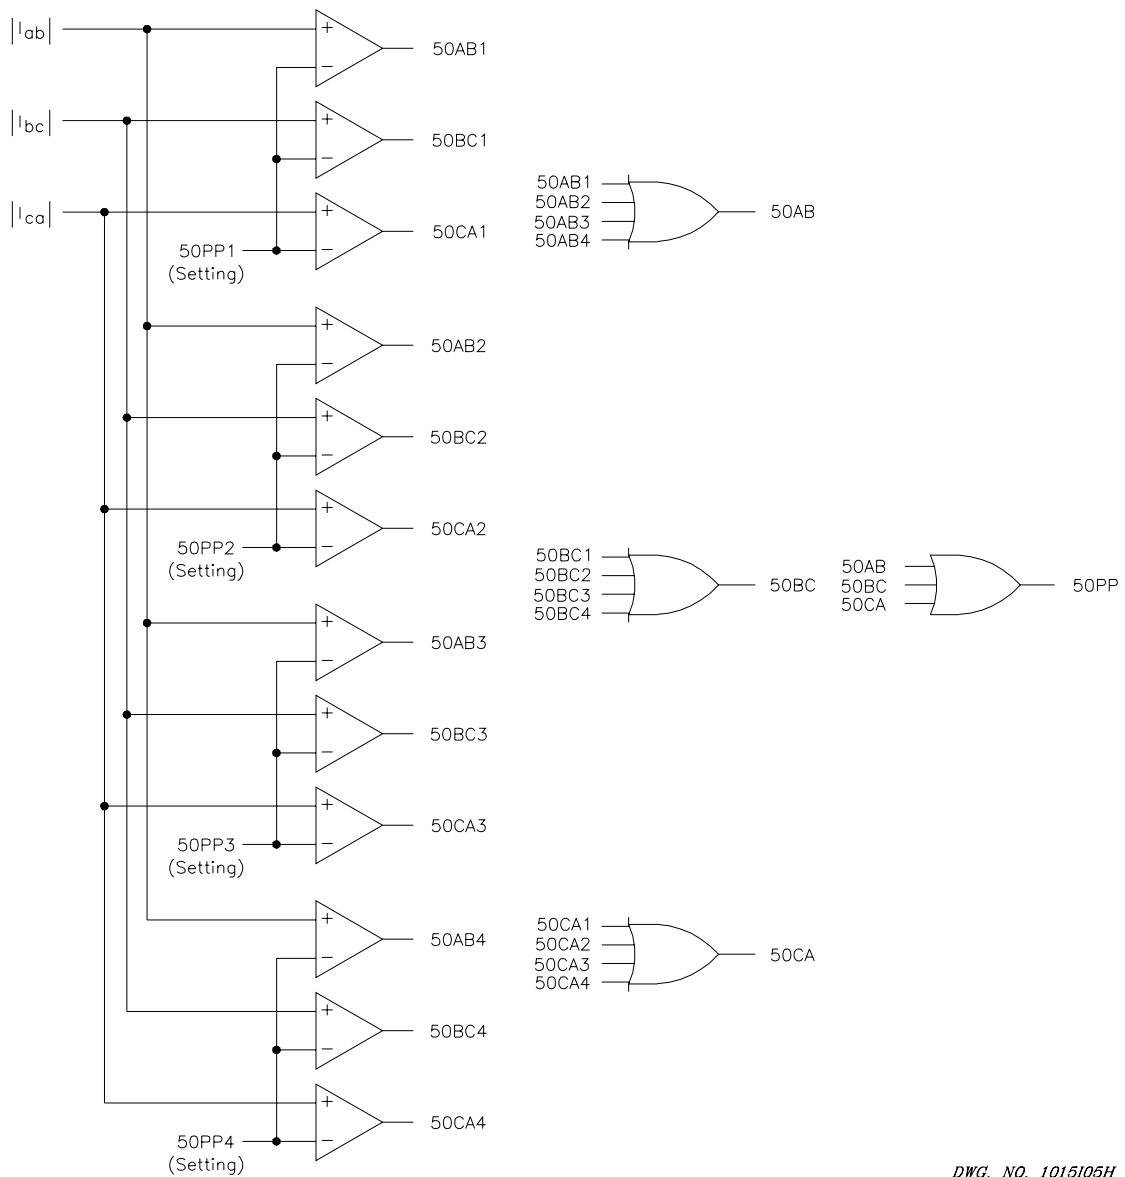 |Iab|
+
−
50AB1
|Ibc|
+
−
50BC1
|Ica|
+
−
50CA1
50PP1
(Setting)
+
−
50AB2
+
−
50BC2
+
−
50CA2
50PP2
(Setting)
+
−
50AB3
+
−
50BC3
+
−
50CA3
50PP3
(Setting)
+
−
50AB4
+
−
50BC4
+
−
50CA4
50PP4
(Setting)
50AB1
50AB2
50AB3
50AB4
50AB
50BC1
50BC2
50BC3
50BC4
50BC
50CA1
50CA2
50CA3
50CA4
50CA
50AB
50BC
50CA
50PP
DWG. NO. 1015I05H